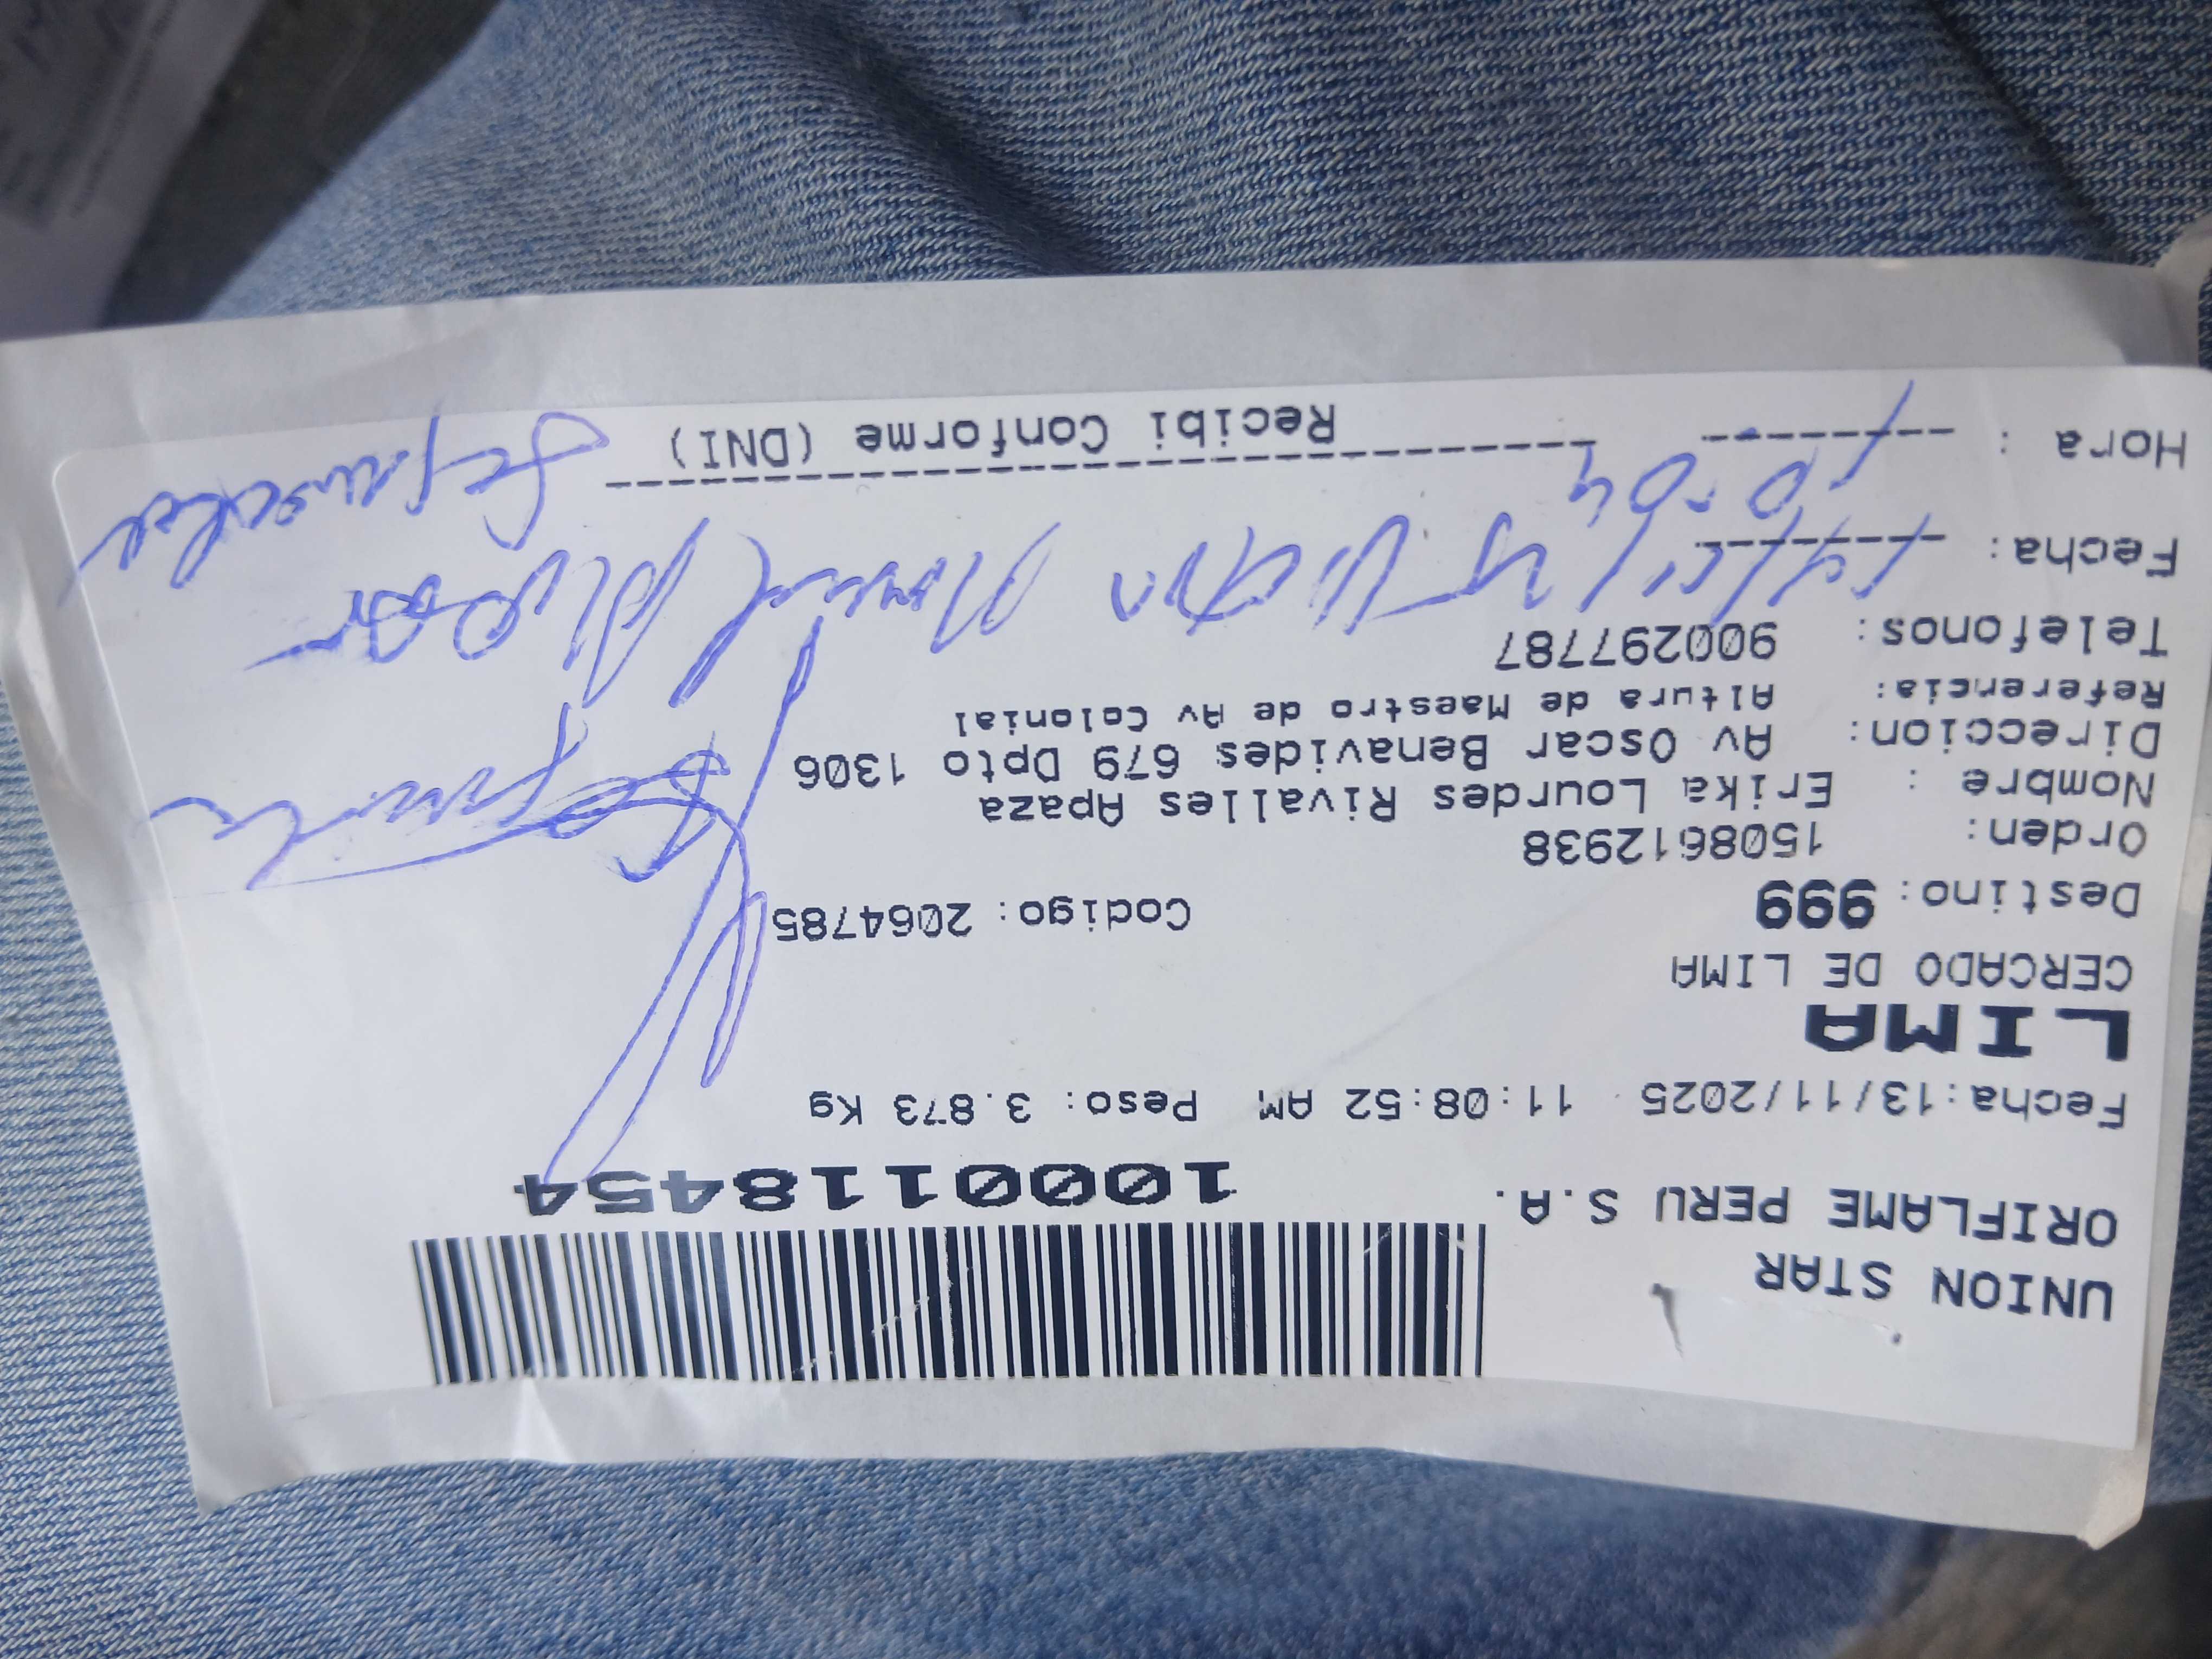 UNION STAR
ORIFLAME PERU S.A.
1000118454
Fecha:13/11/2025 11:08:52 AM Peso: 3.873 Kg
LIMA
CERCADO DE LIMA
Destino: 999 Codigo: 2064785
Orden: 1508612938
Nombre : Erika Lourdes Rivalles Apaza
Direccion: Av Oscar Benavides 679 Dpto 1306
Referencia: Altura de Maestro de Av Colonial
Telefonos: 900297787
Fecha:
Hora :
Recibi Conforme (DNI)